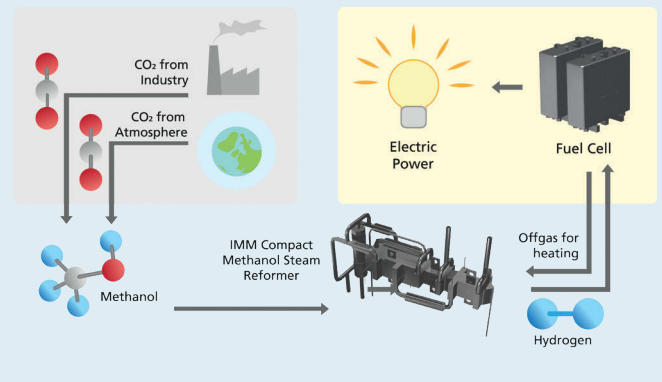 CO₂ from
Industry
CO₂ from
Atmosphere
Methanol
IMM Compact
Methanol Steam
Reformer
Electric
Power
Fuel Cell
Offgas for
heating
Hydrogen